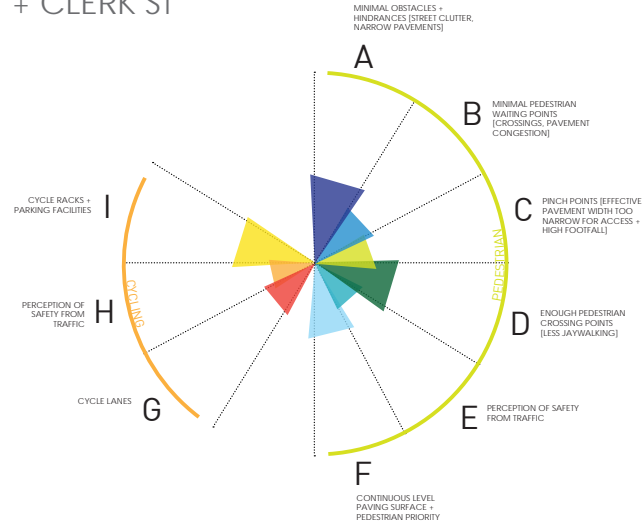 + CLERK ST
MINIMAL OBSTACLES +
HINDRANCES [STREET CLUTTER,
NARROW PAVEMENTS]
A
B
MINIMAL PEDESTRIAN
WAITING POINTS
[CROSSINGS, PAVEMENT
CONGESTION]
C
PINCH POINTS [EFFECTIVE
PAVEMENT WIDTH TOO
NARROW FOR ACCESS +
HIGH FOOTFALL]
PEDESTRIAN
D
ENOUGH PEDESTRIAN
CROSSING POINTS
[LESS JAYWALKING]
E
PERCEPTION OF SAFETY
FROM TRAFFIC
F
CONTINUOUS LEVEL
PAVING SURFACE +
PEDESTRIAN PRIORITY
G
CYCLE LANES
H
PERCEPTION OF
SAFETY FROM
TRAFFIC
CYCLING
I
CYCLE RACKS +
PARKING FACILITIES